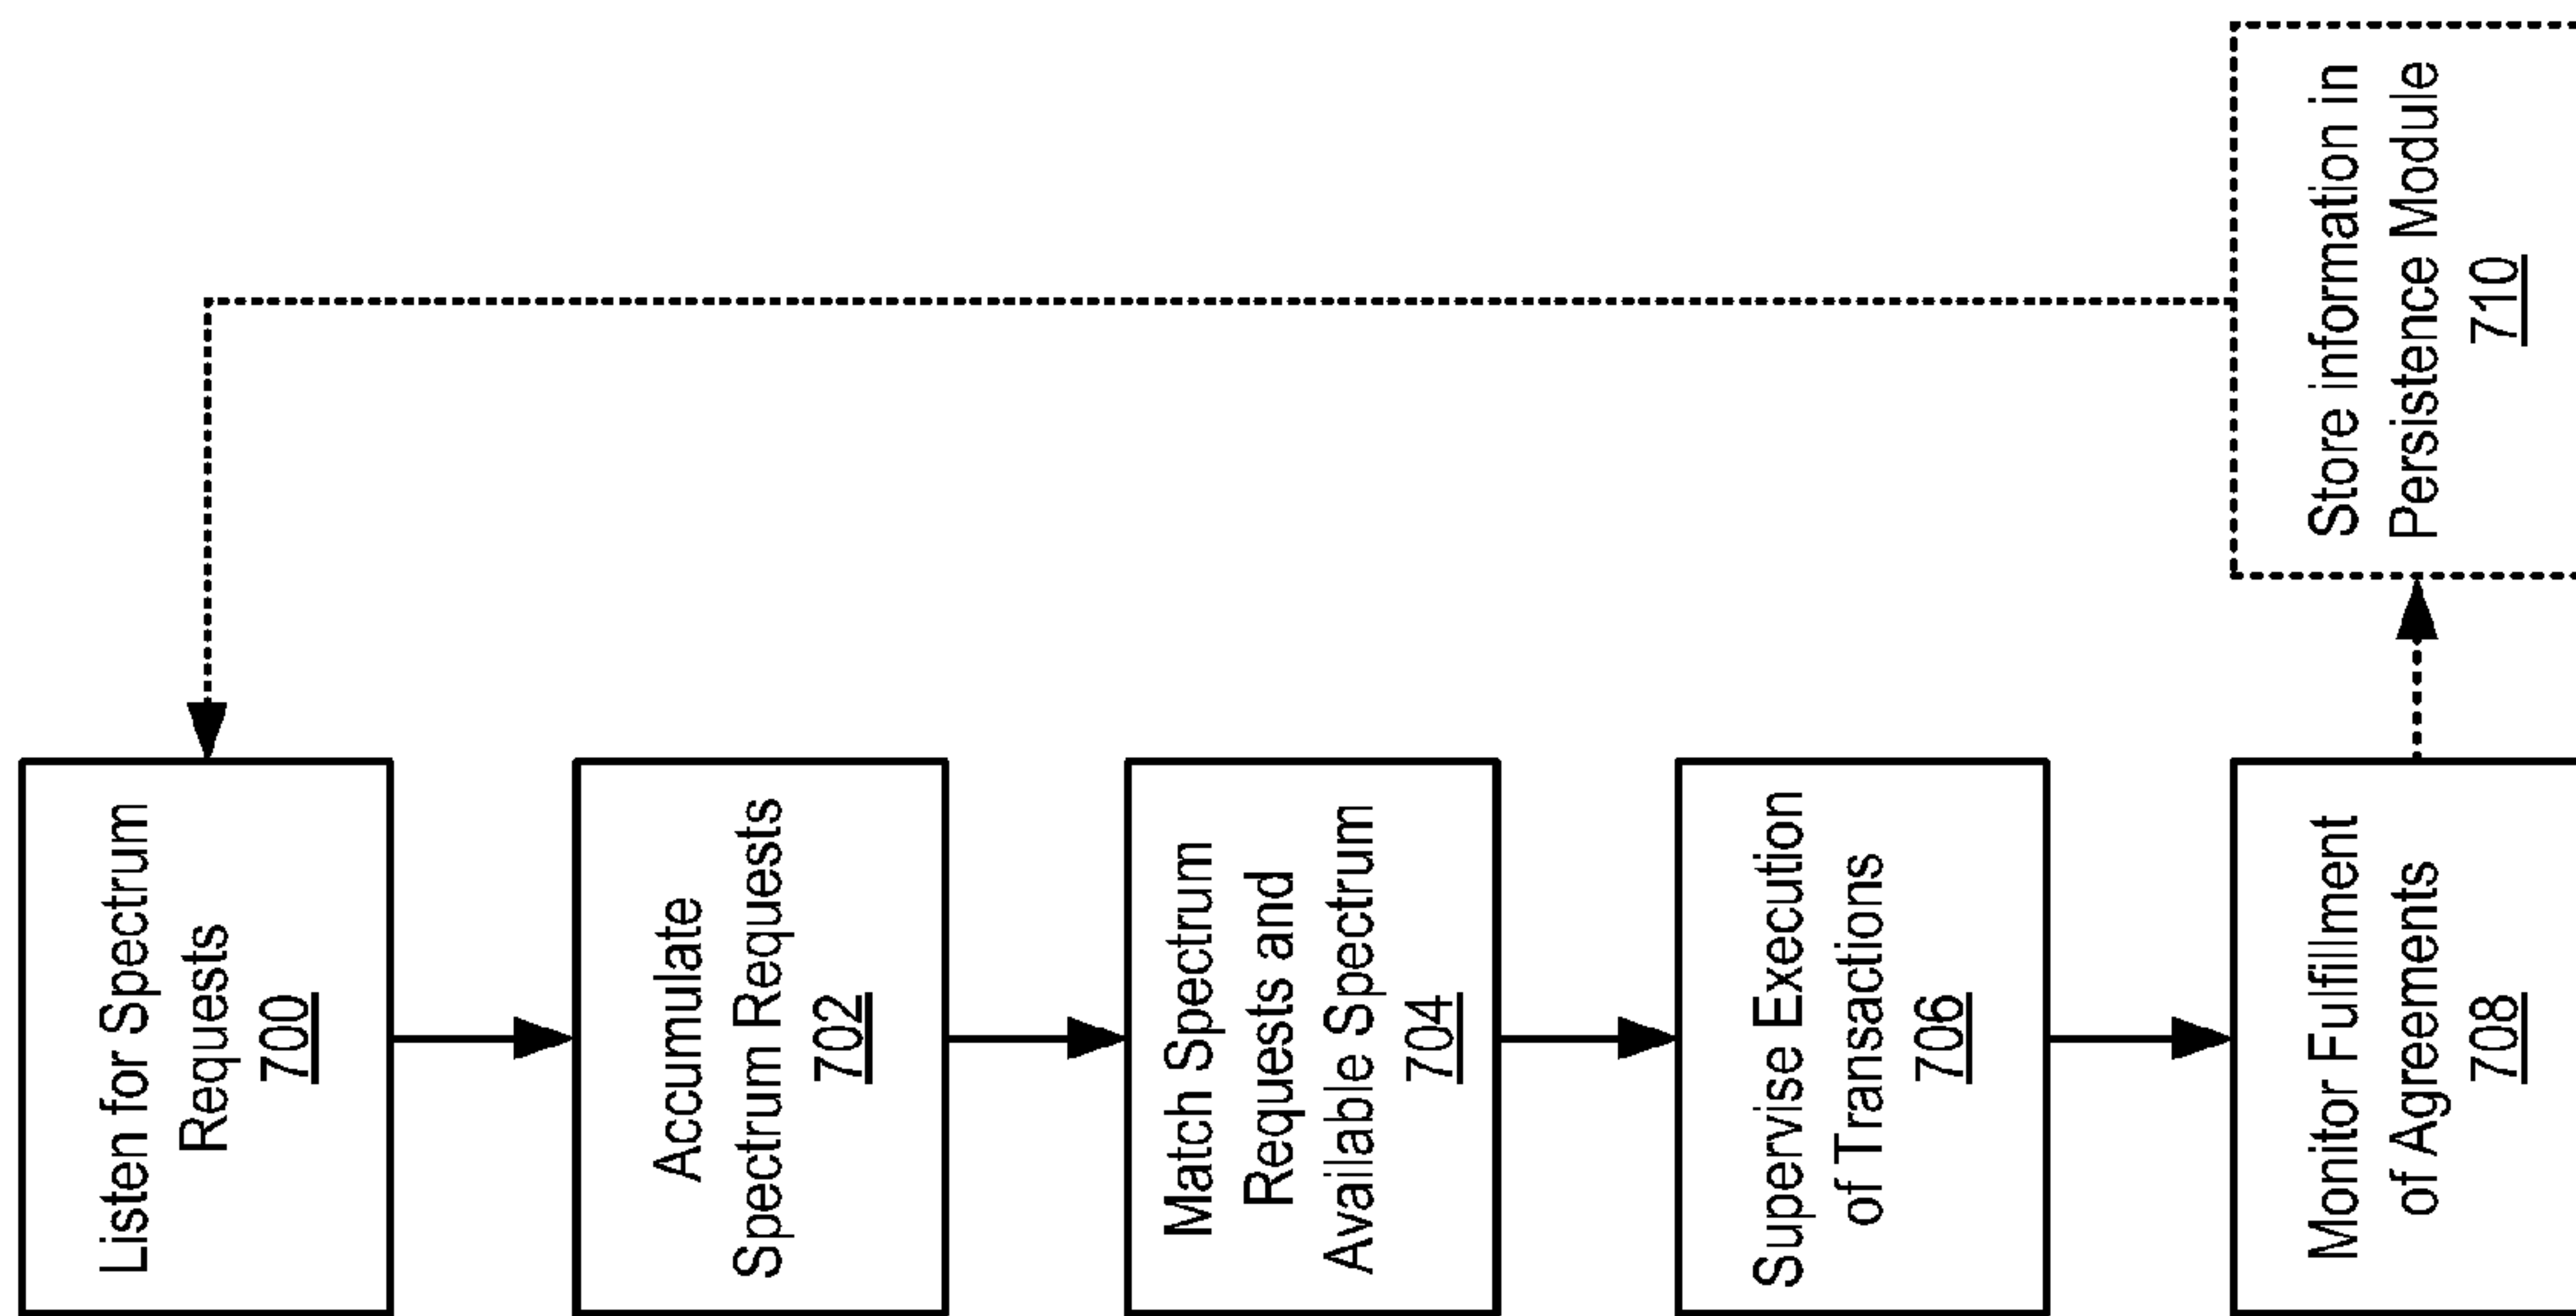 Listen for Spectrum
Requests
700
Accumulate
Spectrum Requests
702
Match Spectrum
Requests and
Available Spectrum
704
Supervise Execution
of Transactions
706
Monitor Fulfillment
of Agreements
708
Store information in
Persistence Module
710